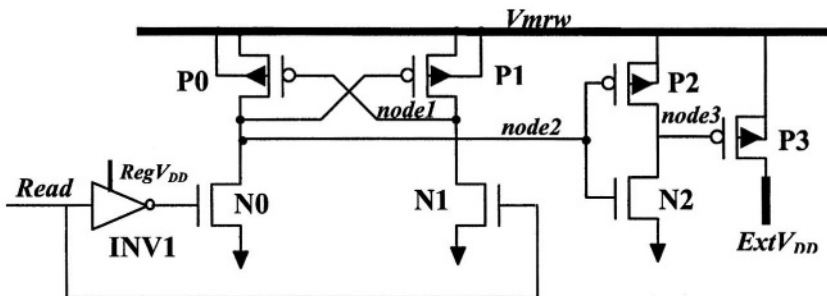 Vmrw
P0
P1
P2
node1
node2
node3
P3
Read
RegVDD
N0
N1
N2
INV1
ExtVDD